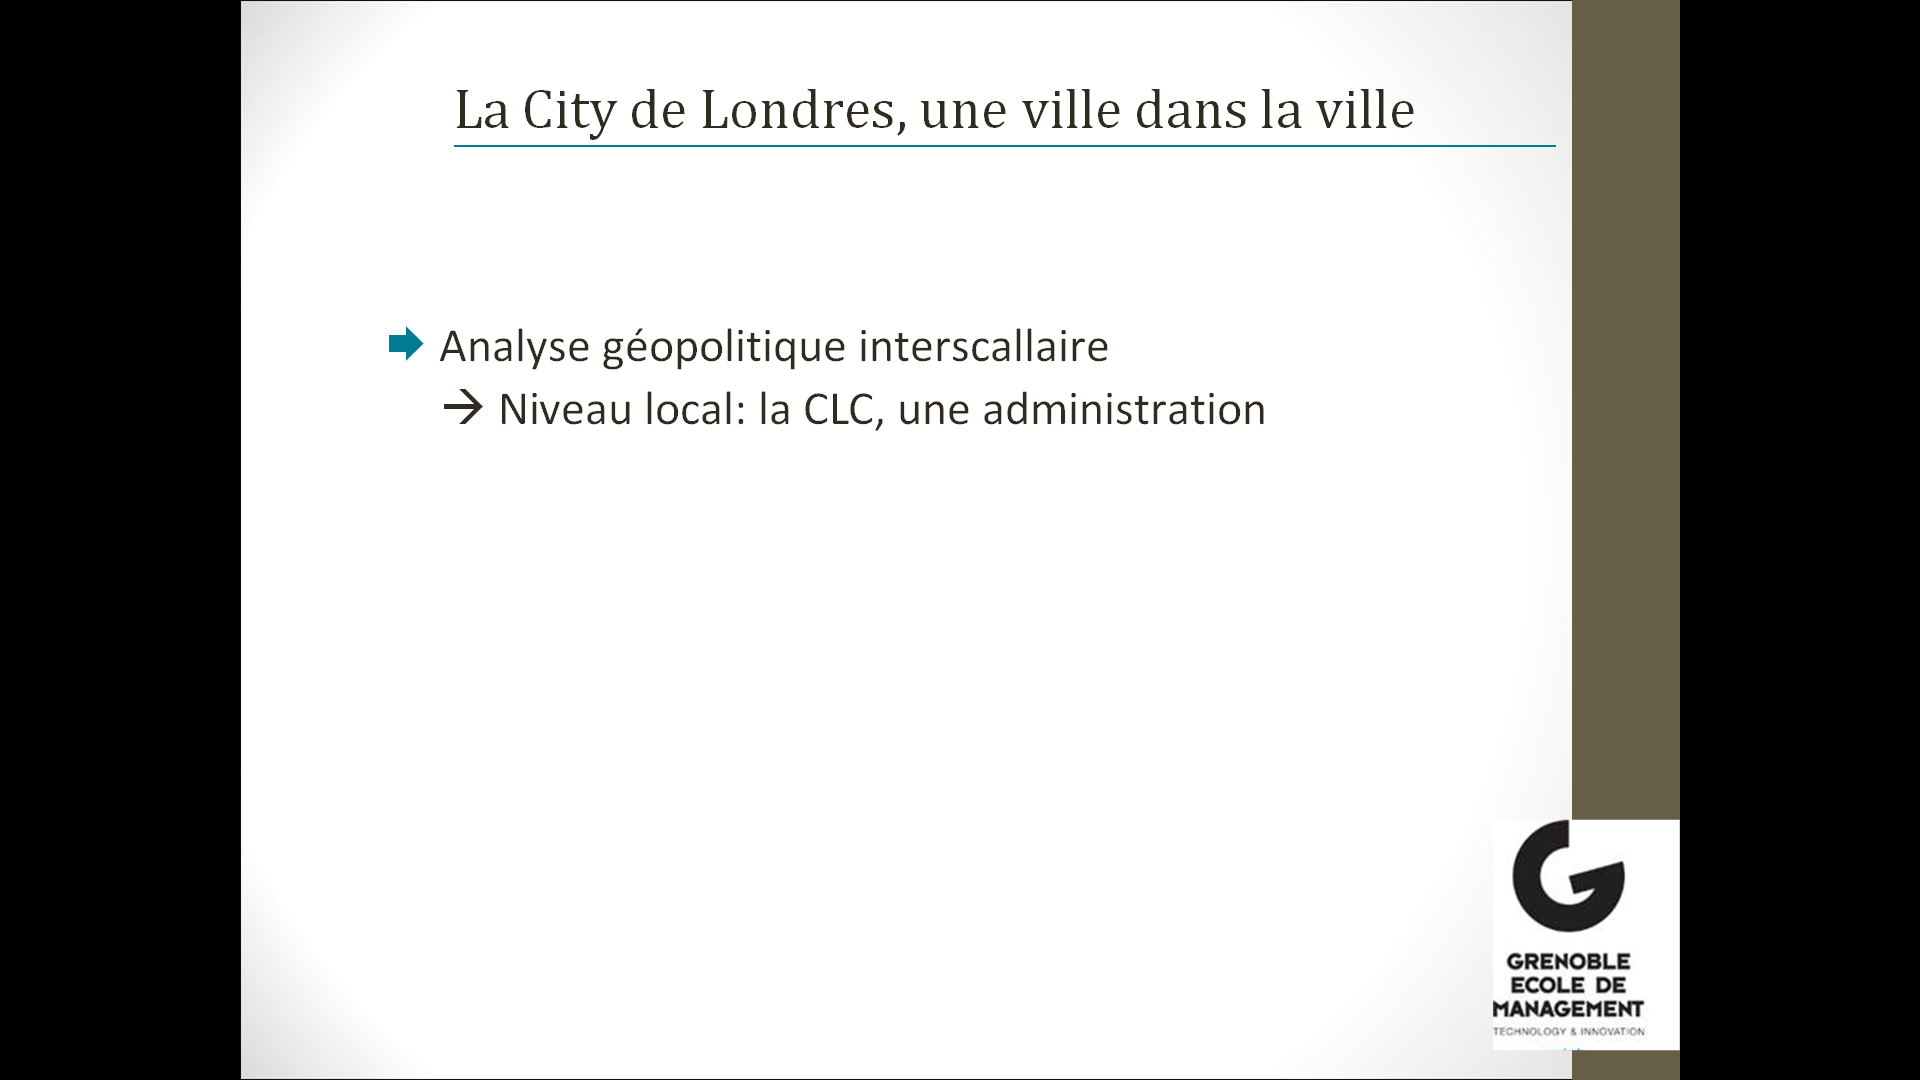 La City de Londres, une ville dans la ville
Analyse géopolitique interscallaire
→ Niveau local: la CLC, une administration
GRENOBLE
ECOLE DE
MANAGEMENT
TECHNOLOGY & INNOVATION